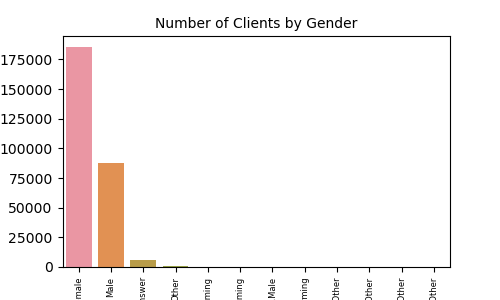 Number of Clients by Gender
175000
150000
125000
100000
75000
50000
25000
0
male
Male
swer
Other
ming
ming
Male
ming
Other
Other
Other
Other